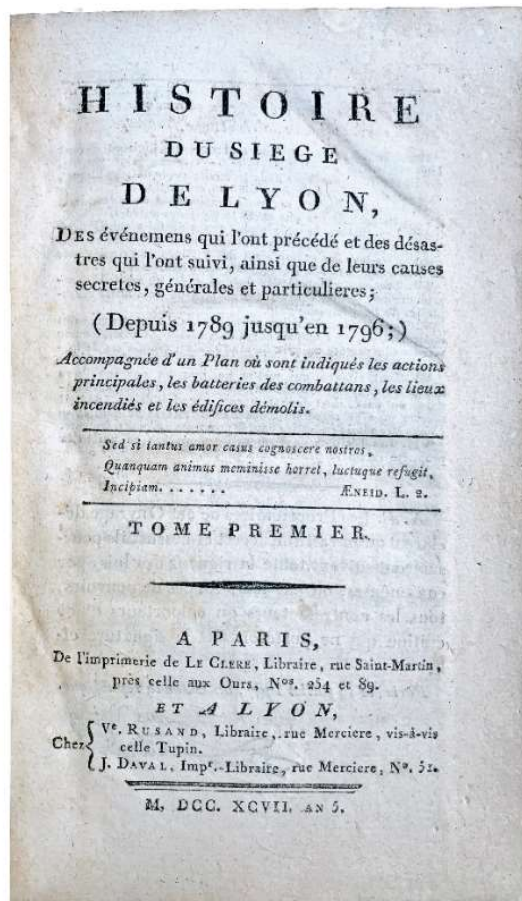 HISTOIRE
DU SIEGE
DE LYON,
DES événemens qui l'ont précédé et des désas-
tres qui l'ont suivi, ainsi que de leurs causes
secretes, générales et particulieres;
(Depuis 1789 jusqu'en 1796;)
Accompagnée d'un Plan où sont indiqués les actions
principales, les batteries des combattans, les lieux
incendiés et les édifices démolis.
Sed si tantus amor casus cognoscere nostros,
Quanquam animus meminisse horret, luctuque refugit,
Incipiam. . . . . . . ÆNEID. L. 2.
TOME PREMIER.
A PARIS,
De l'imprimerie de LE CLERE, Libraire, rue Saint-Martin,
près celle aux Ours, Nos. 254 et 89.
ET A LYON,
Chez { Ve. RUSAND, Libraire, rue Merciere, vis-à-vis
celle Tupin.
J. DAVAL, Impr.-Libraire, rue Merciere, No. 51.
M, DCC. XCVII. AN 5.